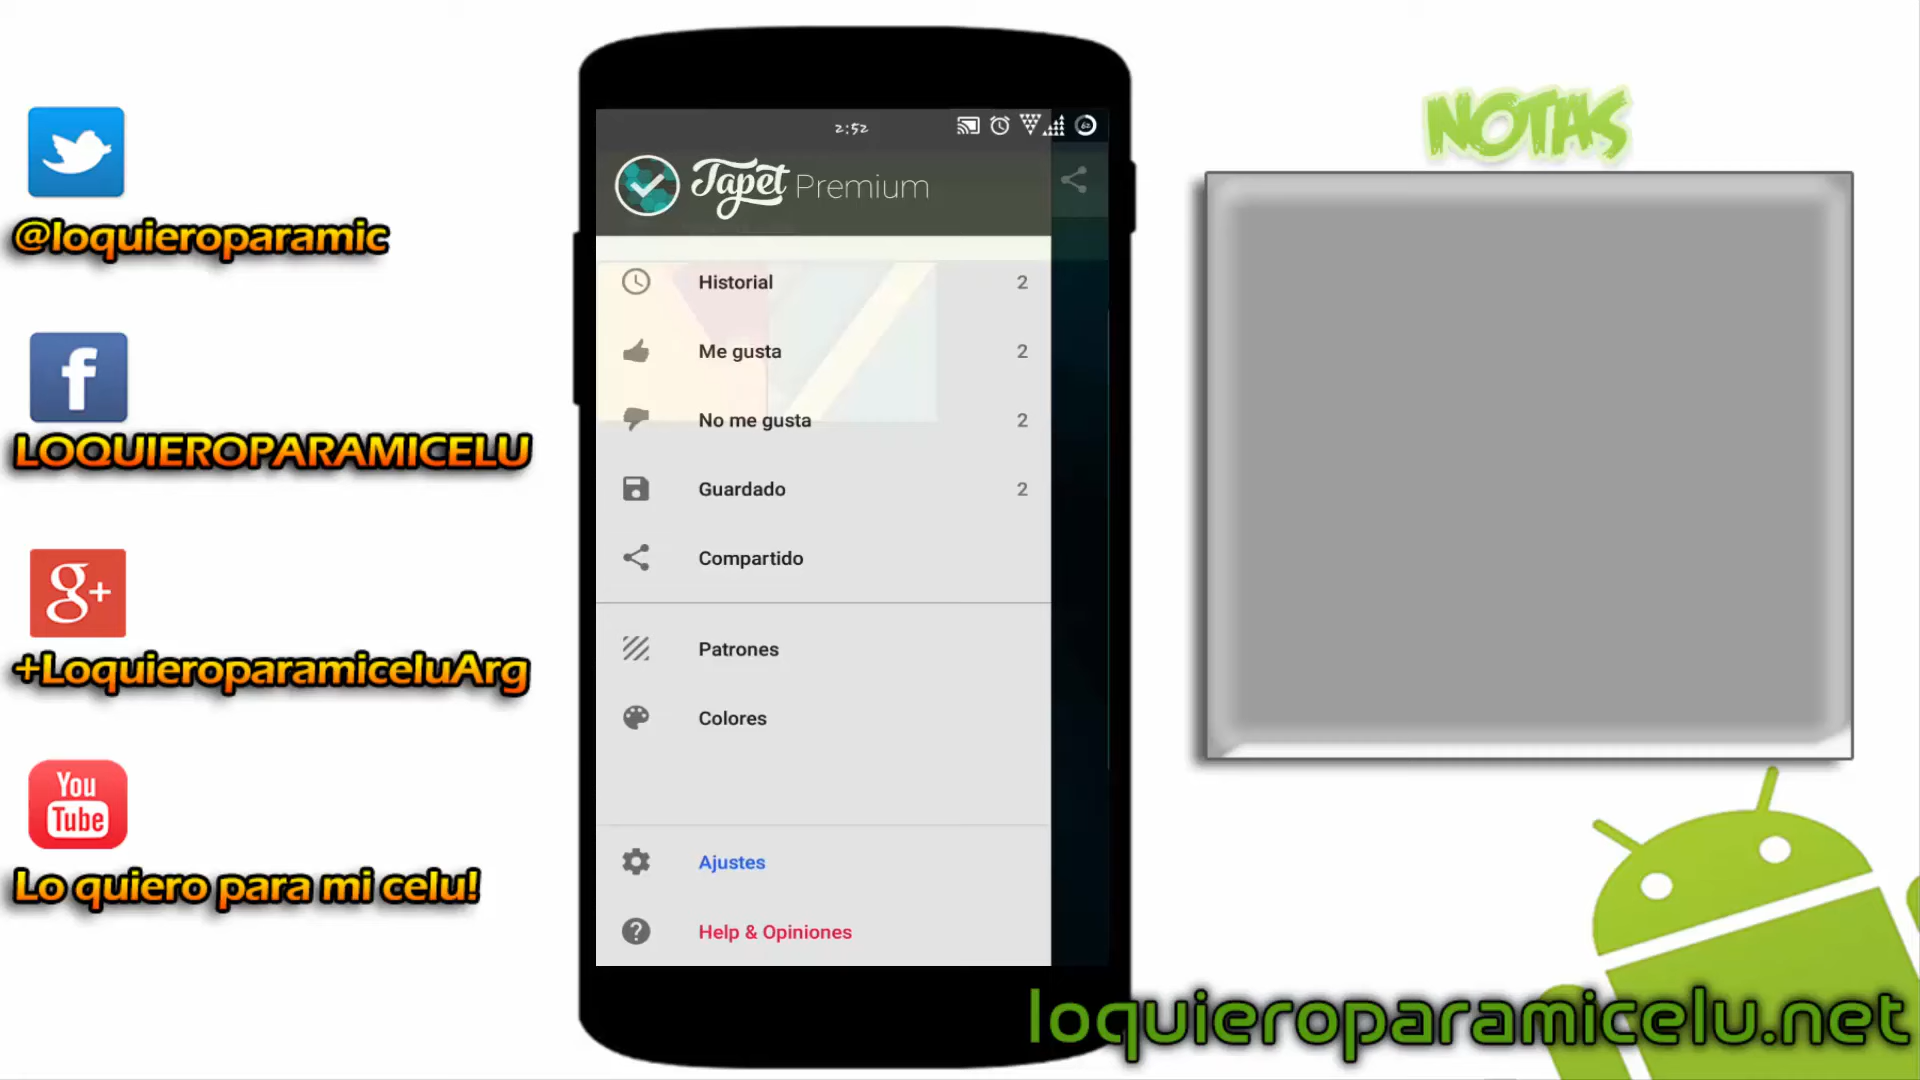 @loquieroparamic
f
LOQUIEROPARAMICELU
g+
+LoquieroparamiceluArg
You
Tube
Lo quiero para mi celu!
2:52
62
Tapet Premium
Historial 2
Me gusta 2
No me gusta 2
Guardado 2
Compartido
Patrones
Colores
Ajustes
Help & Opiniones
NOTAS
loquieroparamicelu.net